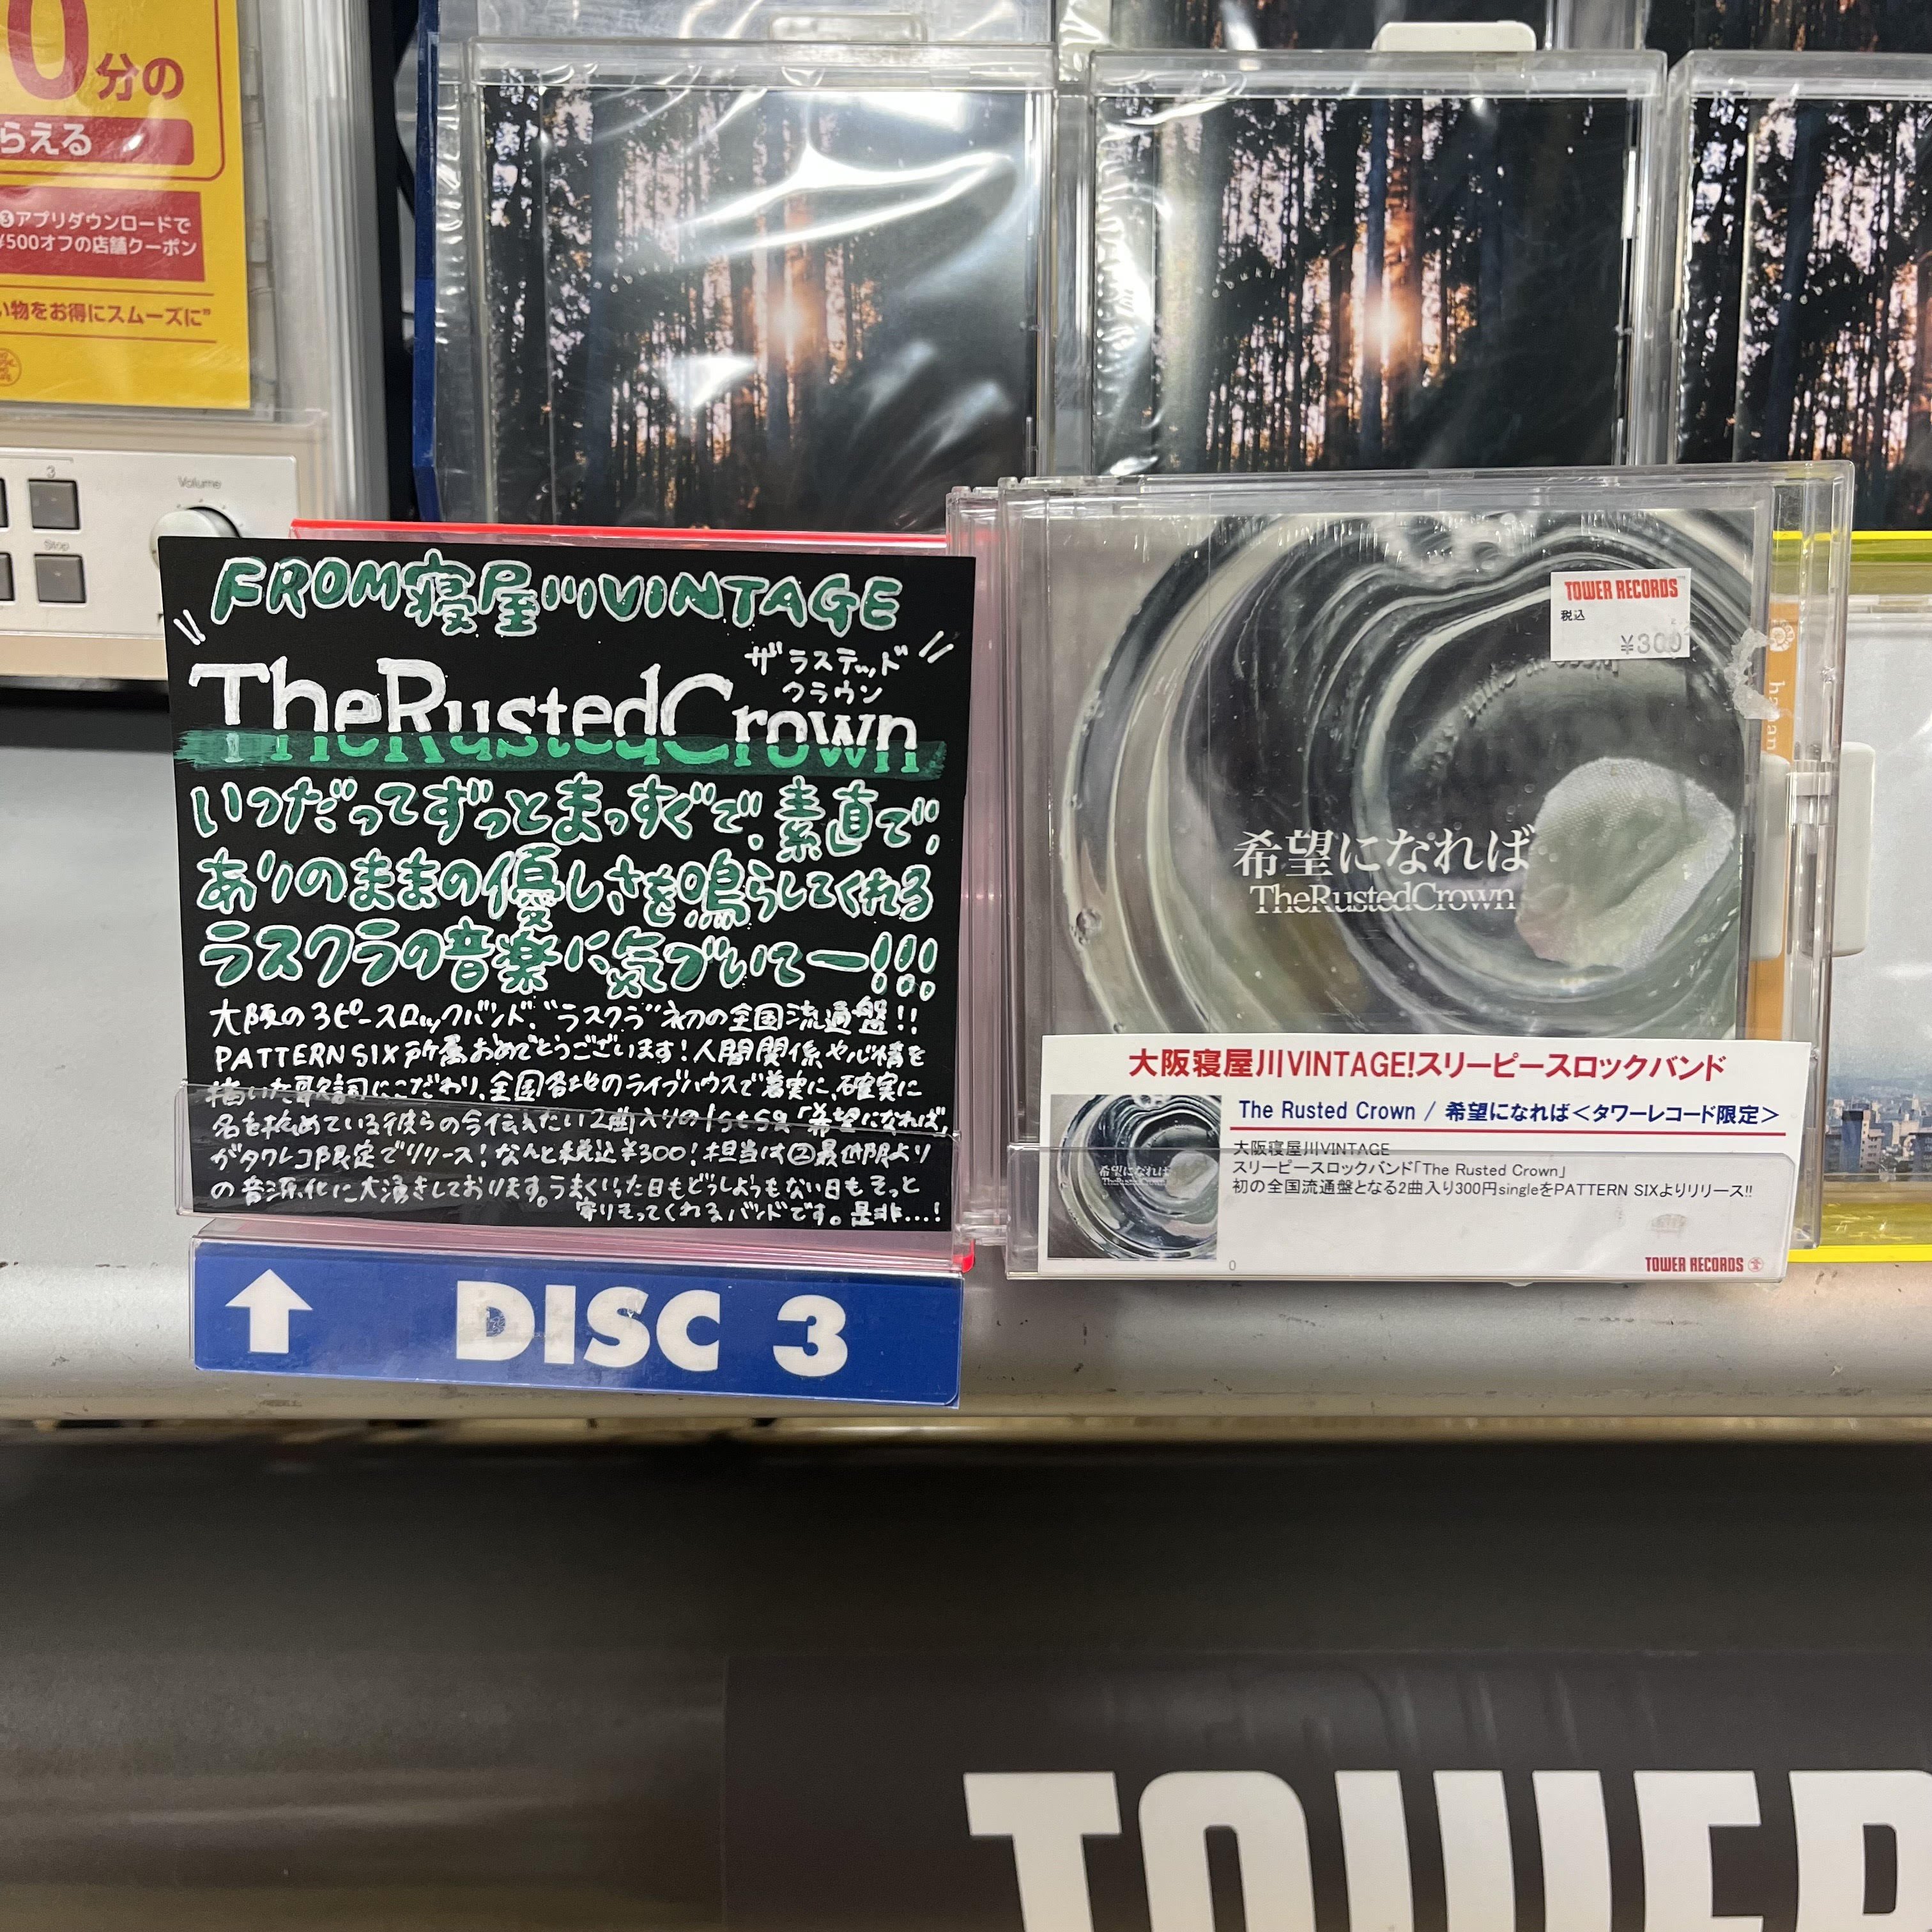 0分の
らえる
❸アプリダウンロードで
¥500オフの店舗クーポン
い物をお得にスムーズに"
3
Volume
Stop
FROM寝屋川VINTAGE
ザラステッド
クラウン
TheRustedCrown
いつだってずっとまっすぐで、素直で、
ありのままの優しさを鳴らしてくれる
ラスクラの音楽に気づいてー!!!
大阪の3ピースロックバンド、"ラスクラ"初の全国流通盤!!
PATTERN SIX所属おめでとうございます!人間関係や心情を
描いた歌詞にこだわり、全国各地のライブハウスで着実に、確実に
名を拡めている彼らの今伝えたい2曲入りの1st Sg「希望になれば」
がタワレコ限定でリリース!なんと税込¥300!担当は②最低限より
の音源化に大湧きしております。うまくいった日もどうしようもない日もそっと
寄りそってくれるバンドです。是非…!
DISC 3
TOWER RECORDS
税込
¥300
希望になれば
TheRustedCrown
大阪寝屋川VINTAGE!スリーピースロックバンド
The Rusted Crown / 希望になれば<タワーレコード限定>
大阪寝屋川VINTAGE
スリーピースロックバンド「The Rusted Crown」
初の全国流通盤となる2曲入り300円singleをPATTERN SIXよりリリース!!
希望になれば
TheRustedCrown
0
TOWER RECORDS
TOWER